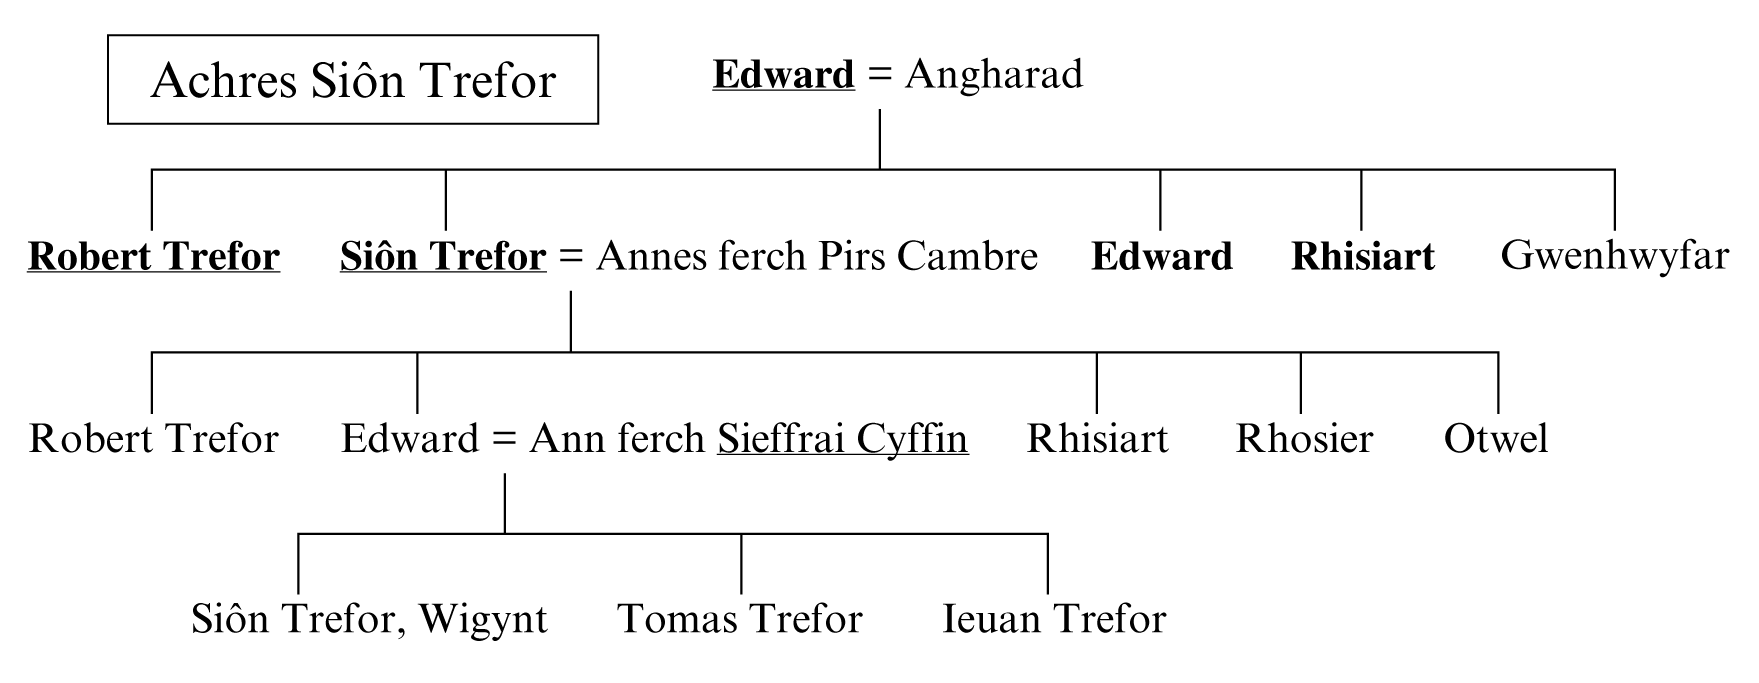 Achres Siôn Trefor
Edward = Angharad
Robert Trefor Siôn Trefor = Annes ferch Pirs Cambre Edward Rhisiart Gwenhwyfar
Robert Trefor Edward = Ann ferch Sieffrai Cyffin Rhisiart Rhosier Otwel
Siôn Trefor, Wigynt Tomas Trefor Ieuan Trefor